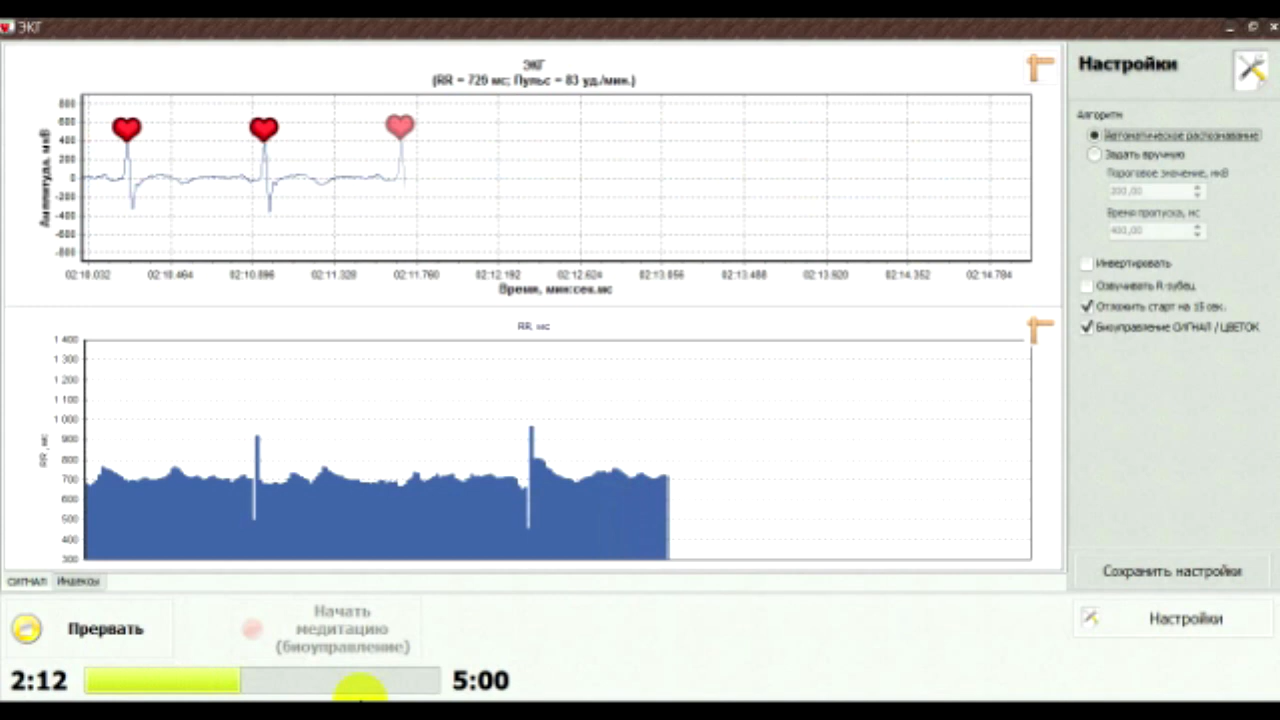 ЭКГ
ЭКГ
(RR = 726 мс; Пульс = 83 уд./мин.)
Амплитуда, мкВ
800
600
400
200
0
-200
-400
-600
-800
02:10.032 02:10.464 02:10.896 02:11.328 02:11.760 02:12.192 02:12.624 02:13.056 02:13.488 02:13.920 02:14.352 02:14.784
Время, мин:сек.мс
RR, мс
RR, мс
1 400
1 300
1 200
1 100
1 000
900
800
700
600
500
400
300
СИГНАЛ Индексы
Настройки
Алгоритм
Автоматическое распознавание
Задать вручную
Пороговое значение, мкВ
200,00
Время пропуска, мс
400,00
Инвертировать
Озвучивать R-зубец
Отложить старт на 15 сек.
Биоуправление СИГНАЛ / ЦВЕТОК
Сохранить настройки
Настройки
Прервать
Начать
медитацию
(биоуправление)
2:12 5:00